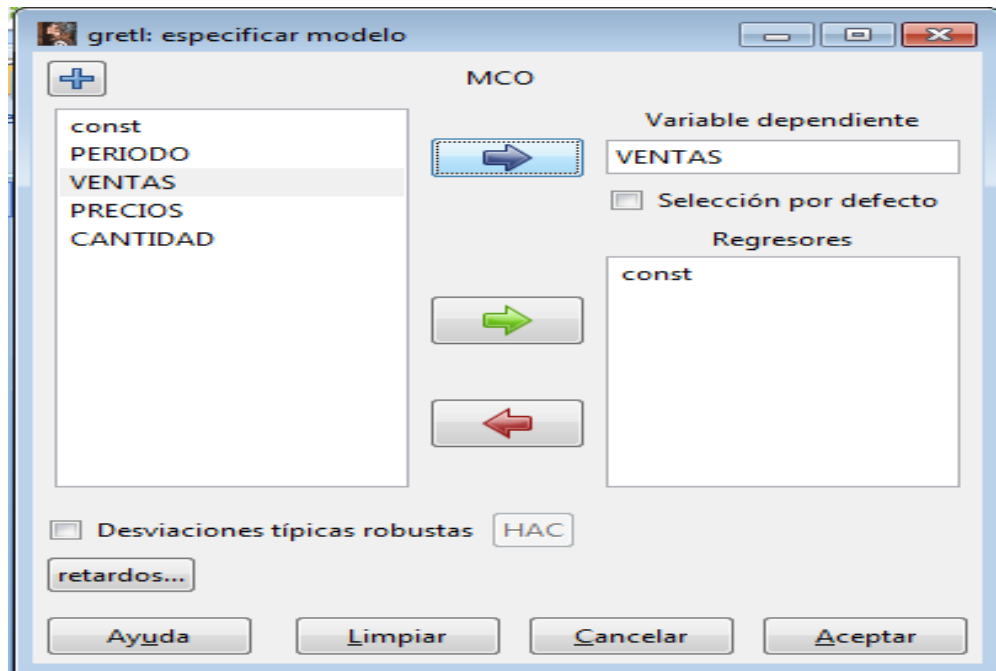 gretl: especificar modelo
MCO
const
PERIODO
VENTAS
PRECIOS
CANTIDAD
Variable dependiente
VENTAS
Selección por defecto
Regresores
const
Desviaciones típicas robustas HAC
retardos...
Ayuda Limpiar Cancelar Aceptar